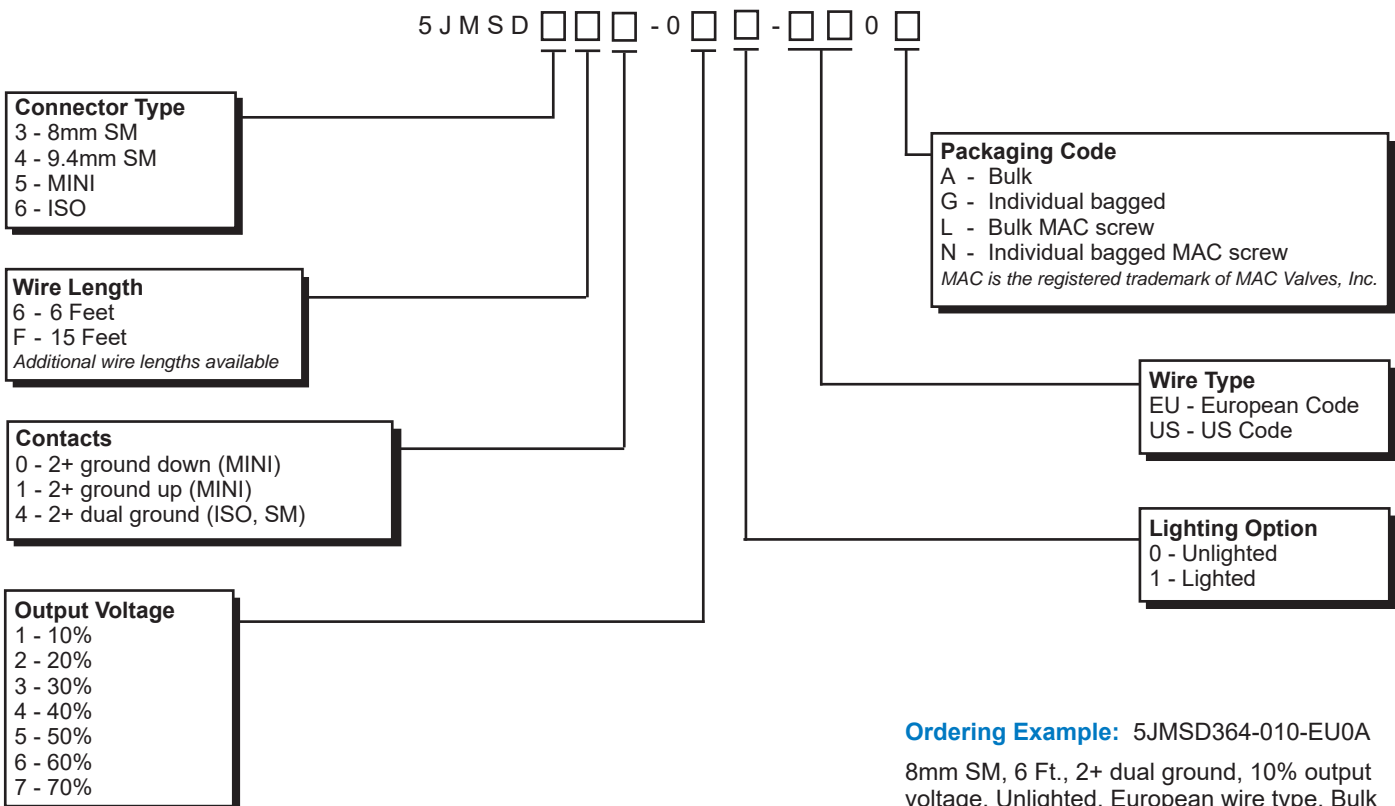 5 J M S D □ □ □ - 0 □ □ - □ □ 0 □
Connector Type
3 - 8mm SM
4 - 9.4mm SM
5 - MINI
6 - ISO
Wire Length
6 - 6 Feet
F - 15 Feet
Additional wire lengths available
Contacts
0 - 2+ ground down (MINI)
1 - 2+ ground up (MINI)
4 - 2+ dual ground (ISO, SM)
Output Voltage
1 - 10%
2 - 20%
3 - 30%
4 - 40%
5 - 50%
6 - 60%
7 - 70%
Packaging Code
A - Bulk
G - Individual bagged
L - Bulk MAC screw
N - Individual bagged MAC screw
MAC is the registered trademark of MAC Valves, Inc.
Wire Type
EU - European Code
US - US Code
Lighting Option
0 - Unlighted
1 - Lighted
Ordering Example: 5JMSD364-010-EU0A
8mm SM, 6 Ft., 2+ dual ground, 10% output
voltage, Unlighted, European wire type, Bulk